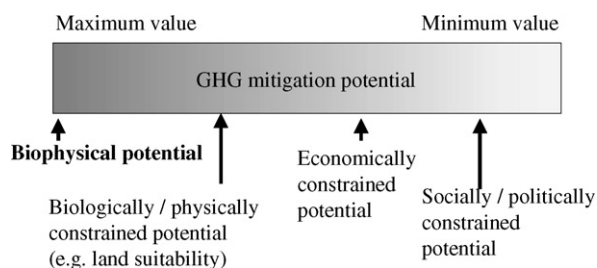 Maximum value
Minimum value
GHG mitigation potential
Biophysical potential
Biologically / physically
constrained potential
(e.g. land suitability)
Economically
constrained
potential
Socially / politically
constrained
potential